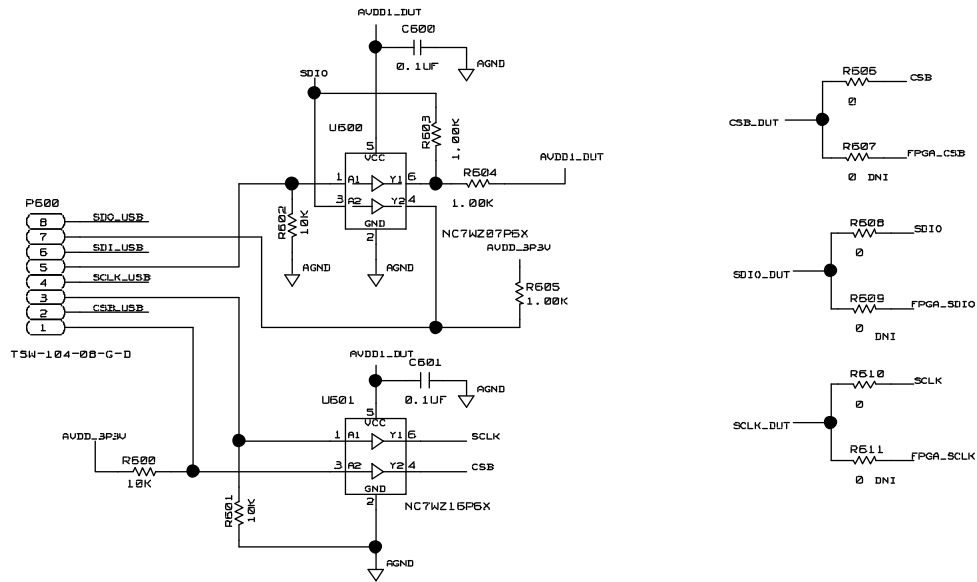 AVDD1_DUT
C600
0.1UF
AGND
SDIO
U600
5
VCC
R603
1.00K
AVDD1_DUT
1 A1 Y1 6
R604
1.00K
3 A2 Y2 4
GND
2
NC7WZ07P6X
R602
10K
AGND
AGND
AVDD_3P3V
R605
1.00K
P600
8 SDO_USB
7
6 SDI_USB
5
4 SCLK_USB
3
2 CSB_USB
1
TSW-104-08-G-D
AVDD1_DUT
C601
0.1UF
AGND
U601
5
VCC
1 A1 Y1 6 SCLK
3 A2 Y2 4 CSB
GND
2
NC7WZ16P6X
AVDD_3P3V
R600
10K
R601
10K
AGND
R606
CSB
0
CSB_DUT
R607
FPGA_CSB
0 DNI
R608
SDIO
0
SDIO_DUT
R609
FPGA_SDIO
0 DNI
R610
SCLK
0
SCLK_DUT
R611
FPGA_SCLK
0 DNI